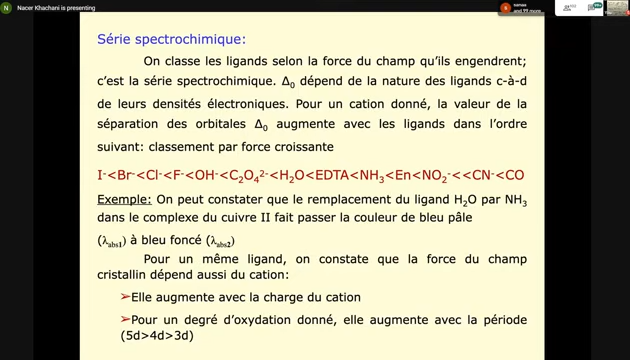 N Nacer Khachani is presenting
and 99 more
Série spectrochimique:
On classe les ligands selon la force du champ qu'ils engendrent;
c'est la série spectrochimique. Δ₀ dépend de la nature des ligands c-à-d
de leurs densités électroniques. Pour un cation donné, la valeur de la
séparation des orbitales Δ₀ augmente avec les ligands dans l'ordre
suivant: classement par force croissante
I⁻<Br⁻<Cl⁻<F⁻<OH⁻<C₂O₄²⁻<H₂O<EDTA<NH₃<En<NO₂⁻<<CN⁻<CO
Exemple: On peut constater que le remplacement du ligand H₂O par NH₃
dans le complexe du cuivre II fait passer la couleur de bleu pâle
(λabs1) à bleu foncé (λabs2)
Pour un même ligand, on constate que la force du champ
cristallin dépend aussi du cation:
➢Elle augmente avec la charge du cation
➢Pour un degré d'oxydation donné, elle augmente avec la période
(5d>4d>3d)